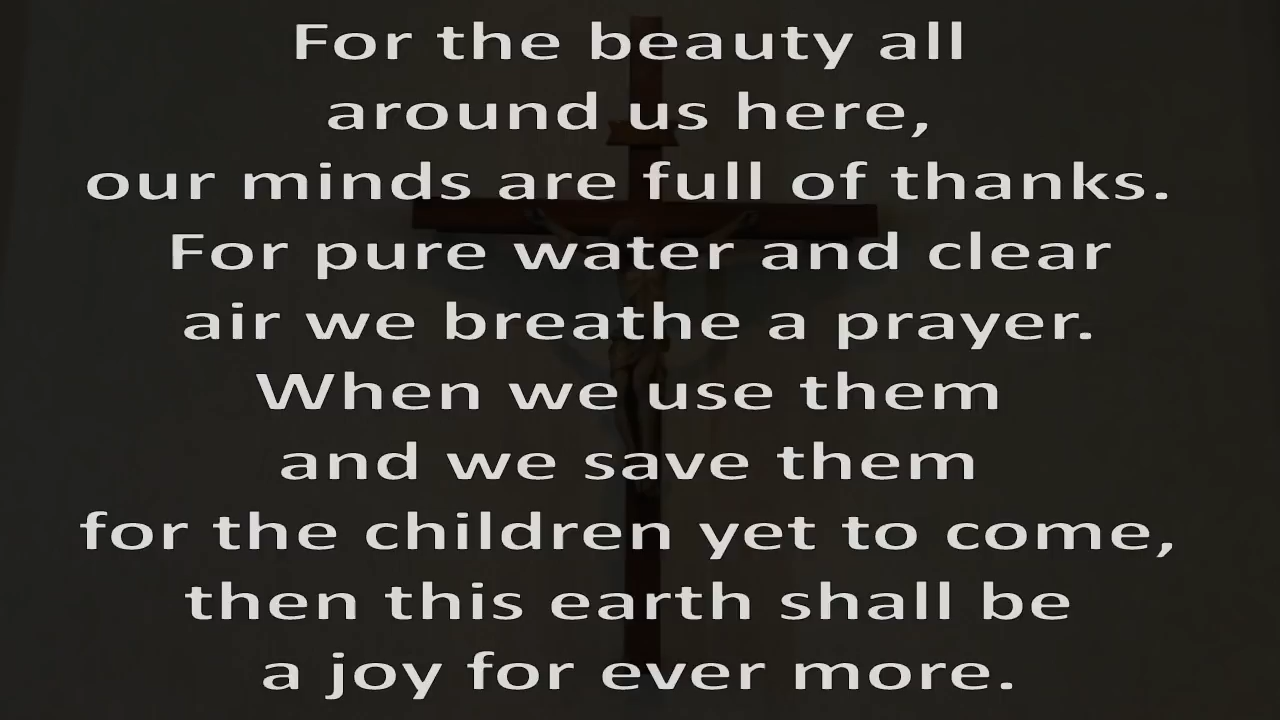 For the beauty all
around us here,
our minds are full of thanks.
For pure water and clear
air we breathe a prayer.
When we use them
and we save them
for the children yet to come,
then this earth shall be
a joy for ever more.